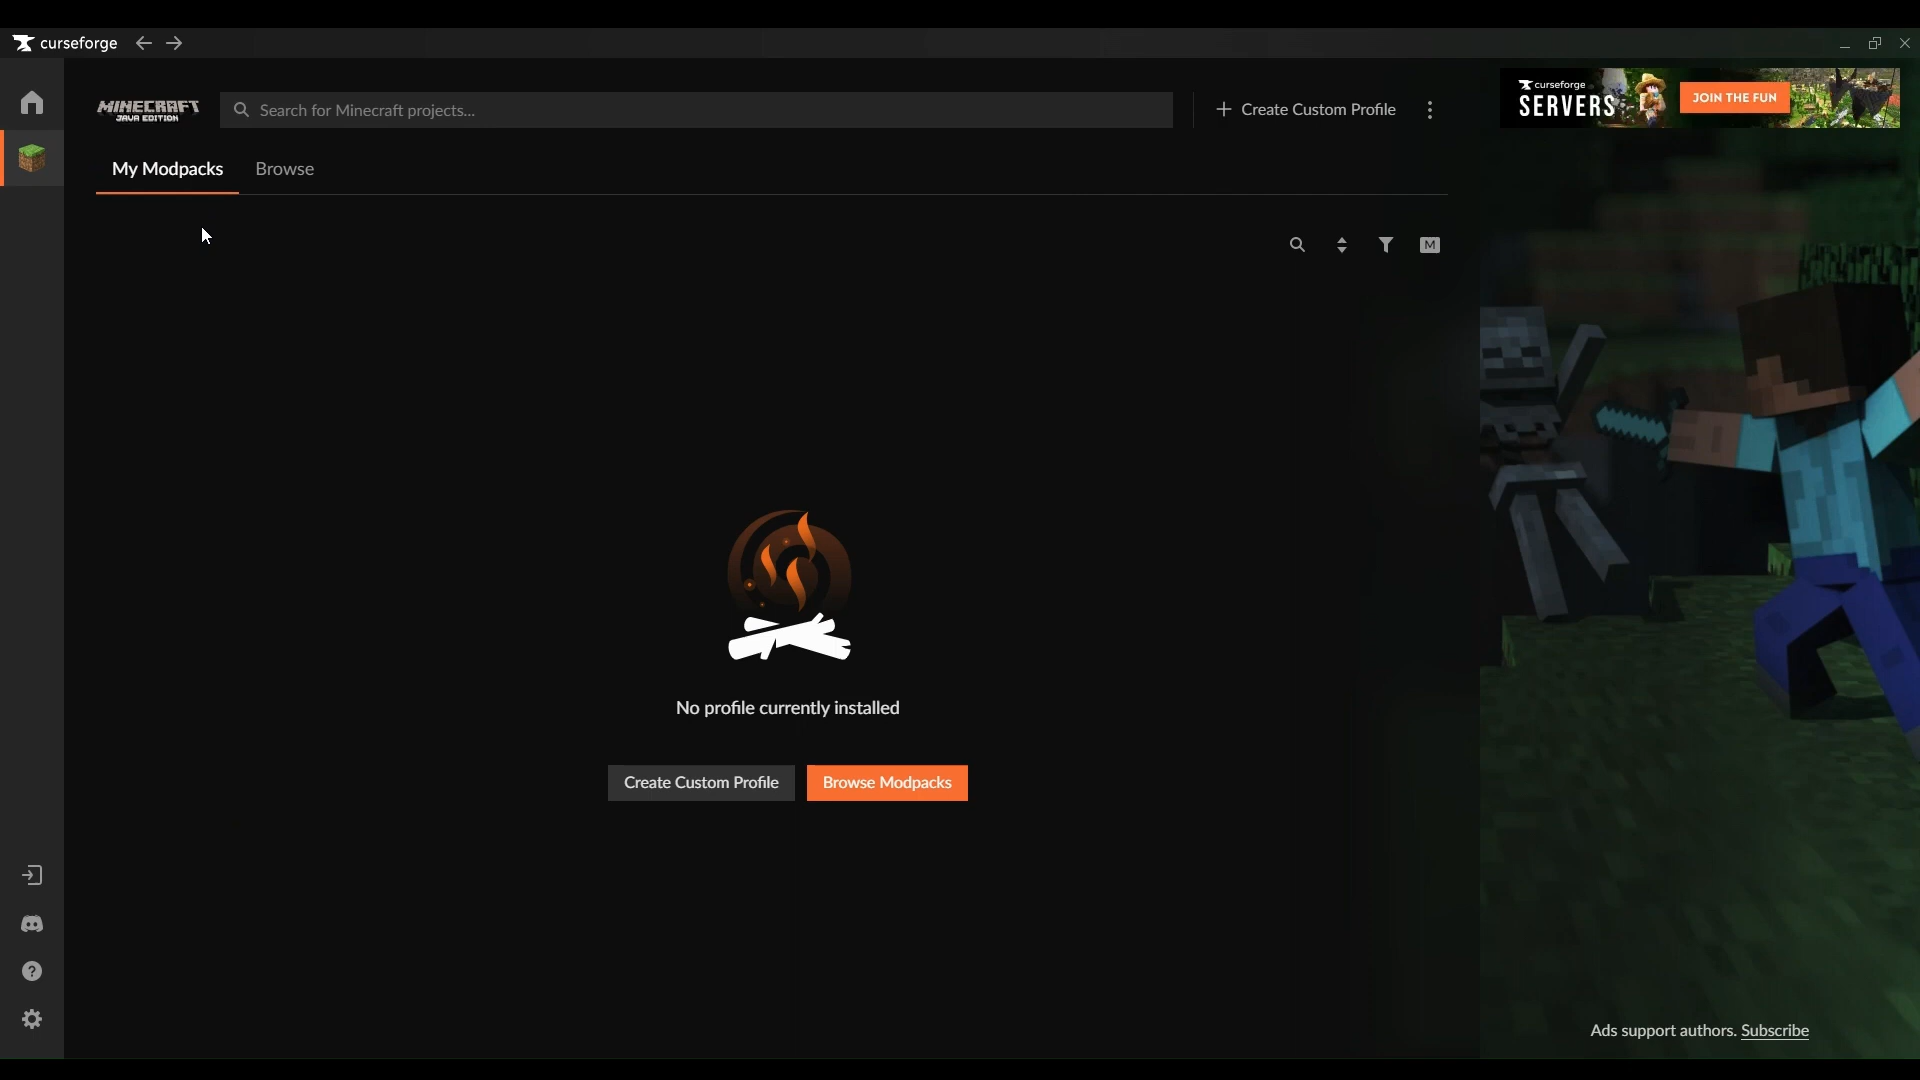 curseforge
MINECRAFT
JAVA EDITION
Search for Minecraft projects...
Create Custom Profile
curseforge
SERVERS
JOIN THE FUN
My Modpacks
Browse
M
No profile currently installed
Create Custom Profile
Browse Modpacks
Ads support authors. Subscribe